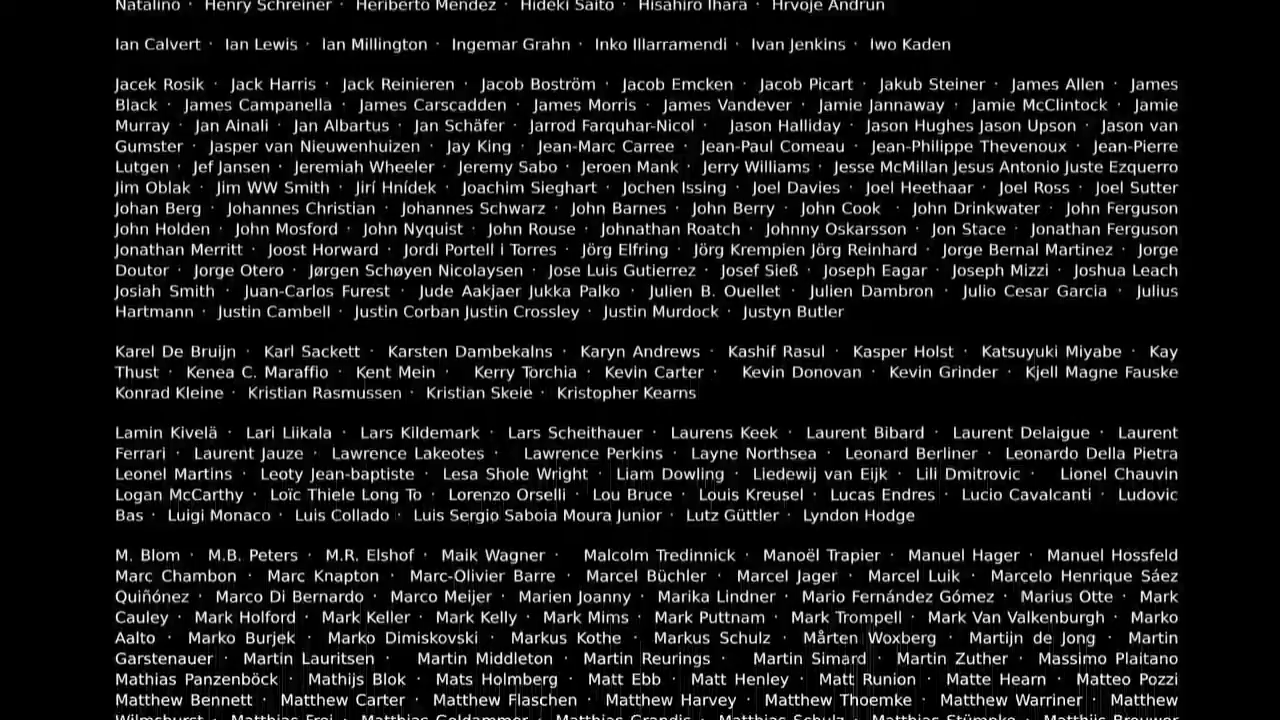 Natalino · Henry Schreiner · Heriberto Mendez · Hideki Saito · Hisahiro Ihara · Hrvoje Andrun
Ian Calvert · Ian Lewis · Ian Millington · Ingemar Grahn · Inko Illarramendi · Ivan Jenkins · Iwo Kaden
Jacek Rosik · Jack Harris · Jack Reinieren · Jacob Boström · Jacob Emcken · Jacob Picart · Jakub Steiner · James Allen · James
Black · James Campanella · James Carscadden · James Morris · James Vandever · Jamie Jannaway · Jamie McClintock · Jamie
Murray · Jan Ainali · Jan Albartus · Jan Schäfer · Jarrod Farquhar-Nicol · Jason Halliday · Jason Hughes Jason Upson · Jason van
Gumster · Jasper van Nieuwenhuizen · Jay King · Jean-Marc Carree · Jean-Paul Comeau · Jean-Philippe Thevenoux · Jean-Pierre
Lutgen · Jef Jansen · Jeremiah Wheeler · Jeremy Sabo · Jeroen Mank · Jerry Williams · Jesse McMillan Jesus Antonio Juste Ezquerro
Jim Oblak · Jim WW Smith · Jirí Hnídek · Joachim Sieghart · Jochen Issing · Joel Davies · Joel Heethaar · Joel Ross · Joel Sutter
Johan Berg · Johannes Christian · Johannes Schwarz · John Barnes · John Berry · John Cook · John Drinkwater · John Ferguson
John Holden · John Mosford · John Nyquist · John Rouse · Johnathan Roatch · Johnny Oskarsson · Jon Stace · Jonathan Ferguson
Jonathan Merritt · Joost Horward · Jordi Portell i Torres · Jörg Elfring · Jörg Krempien Jörg Reinhard · Jorge Bernal Martinez · Jorge
Doutor · Jorge Otero · Jørgen Schøyen Nicolaysen · Jose Luis Gutierrez · Josef Sieß · Joseph Eagar · Joseph Mizzi · Joshua Leach
Josiah Smith · Juan-Carlos Furest · Jude Aakjaer Jukka Palko · Julien B. Ouellet · Julien Dambron · Julio Cesar Garcia · Julius
Hartmann · Justin Cambell · Justin Corban Justin Crossley · Justin Murdock · Justyn Butler
Karel De Bruijn · Karl Sackett · Karsten Dambekalns · Karyn Andrews · Kashif Rasul · Kasper Holst · Katsuyuki Miyabe · Kay
Thust · Kenea C. Maraffio · Kent Mein · Kerry Torchia · Kevin Carter · Kevin Donovan · Kevin Grinder · Kjell Magne Fauske
Konrad Kleine · Kristian Rasmussen · Kristian Skeie · Kristopher Kearns
Lamin Kivelä · Lari Liikala · Lars Kildemark · Lars Scheithauer · Laurens Keek · Laurent Bibard · Laurent Delaigue · Laurent
Ferrari · Laurent Jauze · Lawrence Lakeotes · Lawrence Perkins · Layne Northsea · Leonard Berliner · Leonardo Della Pietra
Leonel Martins · Leoty Jean-baptiste · Lesa Shole Wright · Liam Dowling · Liedewij van Eijk · Lili Dmitrovic · Lionel Chauvin
Logan McCarthy · Loïc Thiele Long To · Lorenzo Orselli · Lou Bruce · Louis Kreusel · Lucas Endres · Lucio Cavalcanti · Ludovic
Bas · Luigi Monaco · Luis Collado · Luis Sergio Saboia Moura Junior · Lutz Güttler · Lyndon Hodge
M. Blom · M.B. Peters · M.R. Elshof · Maik Wagner · Malcolm Tredinnick · Manoël Trapier · Manuel Hager · Manuel Hossfeld
Marc Chambon · Marc Knapton · Marc-Olivier Barre · Marcel Büchler · Marcel Jager · Marcel Luik · Marcelo Henrique Sáez
Quiñónez · Marco Di Bernardo · Marco Meijer · Marien Joanny · Marika Lindner · Mario Fernández Gómez · Marius Otte · Mark
Cauley · Mark Holford · Mark Keller · Mark Kelly · Mark Mims · Mark Puttnam · Mark Trompell · Mark Van Valkenburgh · Marko
Aalto · Marko Burjek · Marko Dimiskovski · Markus Kothe · Markus Schulz · Mårten Woxberg · Martijn de Jong · Martin
Garstenauer · Martin Lauritsen · Martin Middleton · Martin Reurings · Martin Simard · Martin Zuther · Massimo Plaitano
Mathias Panzenböck · Mathijs Blok · Mats Holmberg · Matt Ebb · Matt Henley · Matt Runion · Matte Hearn · Matteo Pozzi
Matthew Bennett · Matthew Carter · Matthew Flaschen · Matthew Harvey · Matthew Thoemke · Matthew Warriner · Matthew
Wilmshurst · Matthias Frei · Matthias Goldammer · Matthias Grandis · Matthias Schulz · Matthias Stümpke · Matthijs Brouwer